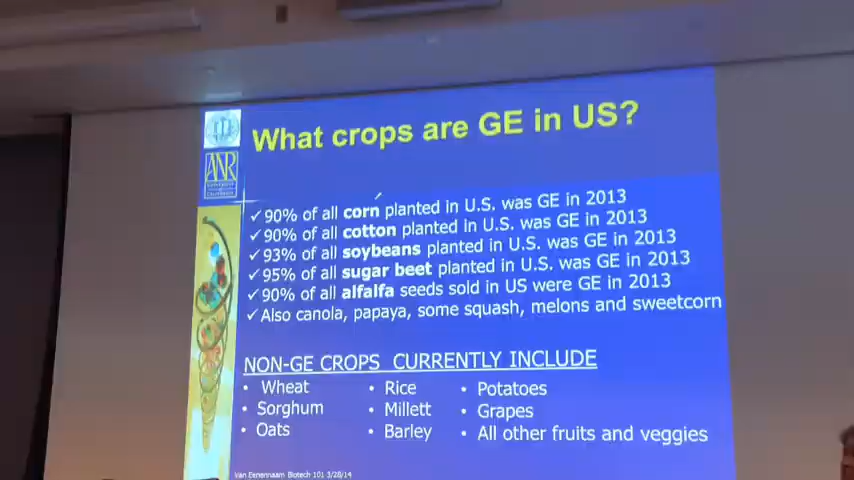 What crops are GE in US?
ANR
✓90% of all corn planted in U.S. was GE in 2013
✓90% of all cotton planted in U.S. was GE in 2013
✓93% of all soybeans planted in U.S. was GE in 2013
✓95% of all sugar beet planted in U.S. was GE in 2013
✓90% of all alfalfa seeds sold in US were GE in 2013
✓Also canola, papaya, some squash, melons and sweetcorn
NON-GE CROPS CURRENTLY INCLUDE
• Wheat • Rice • Potatoes
• Sorghum • Millett • Grapes
• Oats • Barley • All other fruits and veggies
Van Eenennaam Biotech 101 3/28/14